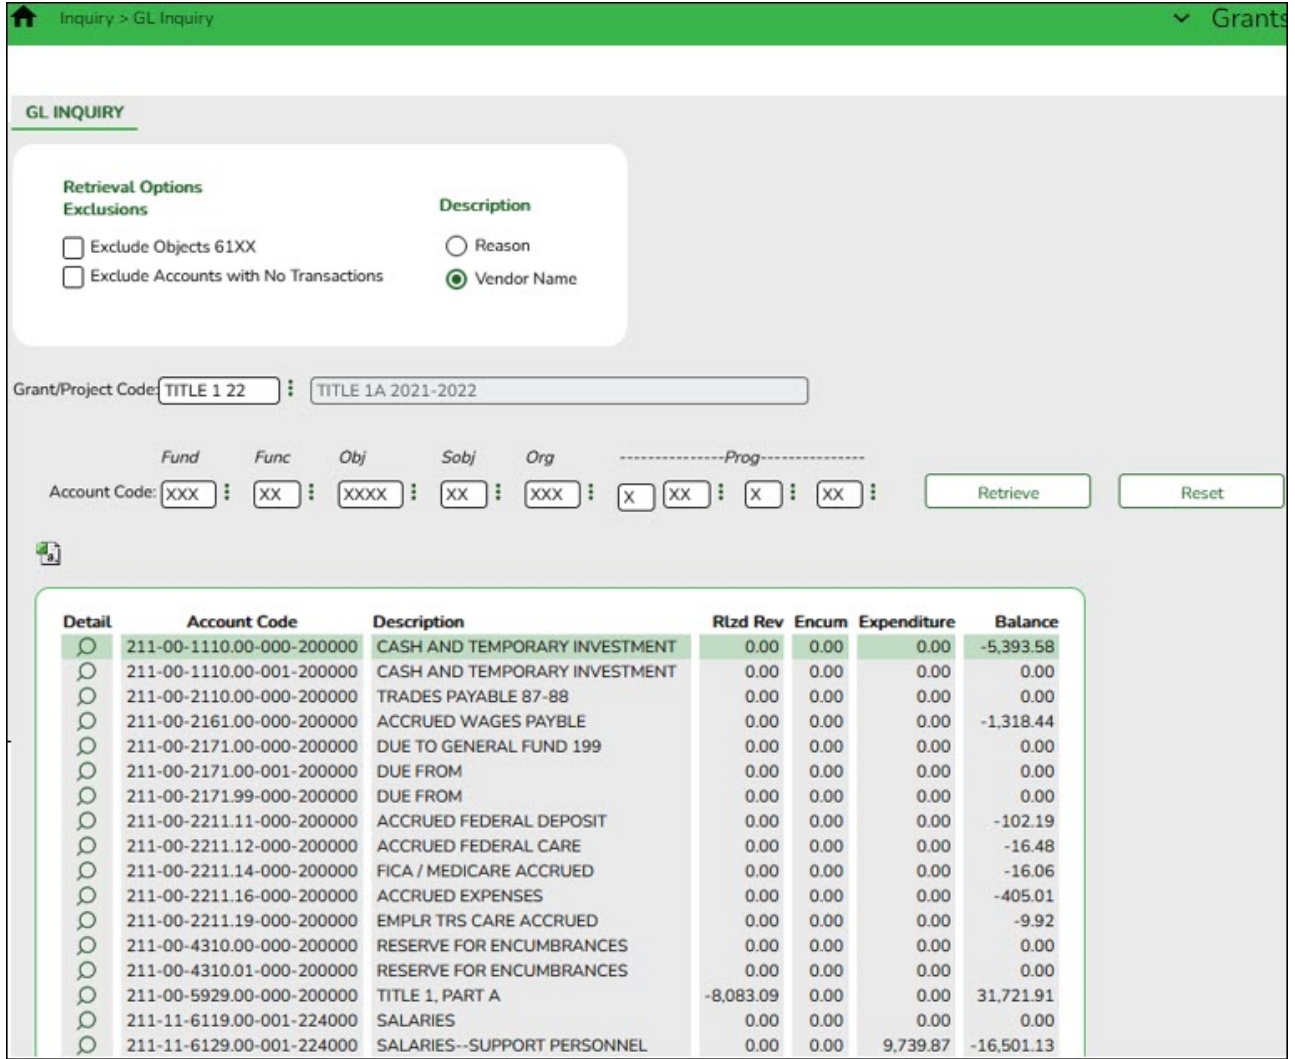 Inquiry > GL Inquiry Grants
GL INQUIRY
Retrieval Options
Exclusions Description
Exclude Objects 61XX Reason
Exclude Accounts with No Transactions Vendor Name
Grant/Project Code: TITLE 1 22 TITLE 1A 2021-2022
Fund Func Obj Sobj Org ---------------Prog---------------
Account Code: XXX XX XXXX XX XXX X XX X XX Retrieve Reset
Detail Account Code Description Rlzd Rev Encum Expenditure Balance
211-00-1110.00-000-200000 CASH AND TEMPORARY INVESTMENT 0.00 0.00 0.00 -5,393.58
211-00-1110.00-001-200000 CASH AND TEMPORARY INVESTMENT 0.00 0.00 0.00 0.00
211-00-2110.00-000-200000 TRADES PAYABLE 87-88 0.00 0.00 0.00 0.00
211-00-2161.00-000-200000 ACCRUED WAGES PAYBLE 0.00 0.00 0.00 -1,318.44
211-00-2171.00-000-200000 DUE TO GENERAL FUND 199 0.00 0.00 0.00 0.00
211-00-2171.00-001-200000 DUE FROM 0.00 0.00 0.00 0.00
211-00-2171.99-000-200000 DUE FROM 0.00 0.00 0.00 0.00
211-00-2211.11-000-200000 ACCRUED FEDERAL DEPOSIT 0.00 0.00 0.00 -102.19
211-00-2211.12-000-200000 ACCRUED FEDERAL CARE 0.00 0.00 0.00 -16.48
211-00-2211.14-000-200000 FICA / MEDICARE ACCRUED 0.00 0.00 0.00 -16.06
211-00-2211.16-000-200000 ACCRUED EXPENSES 0.00 0.00 0.00 -405.01
211-00-2211.19-000-200000 EMPLR TRS CARE ACCRUED 0.00 0.00 0.00 -9.92
211-00-4310.00-000-200000 RESERVE FOR ENCUMBRANCES 0.00 0.00 0.00 0.00
211-00-4310.01-000-200000 RESERVE FOR ENCUMBRANCES 0.00 0.00 0.00 0.00
211-00-5929.00-000-200000 TITLE 1, PART A -8,083.09 0.00 0.00 31,721.91
211-11-6119.00-001-224000 SALARIES 0.00 0.00 0.00 0.00
211-11-6129.00-001-224000 SALARIES--SUPPORT PERSONNEL 0.00 0.00 9,739.87 -16,501.13